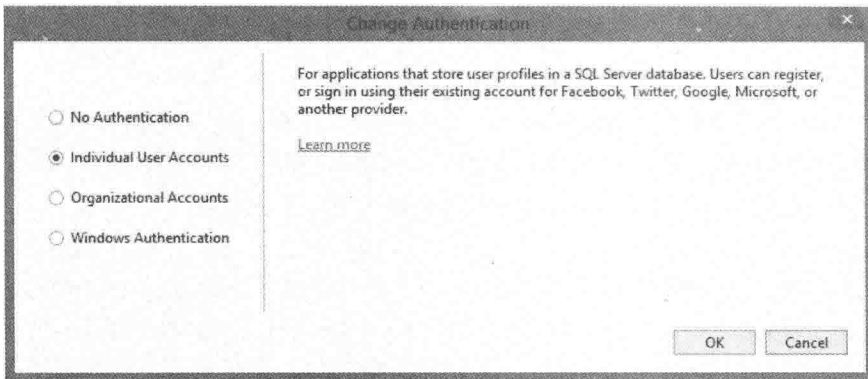 Change Authentication
No Authentication
Individual User Accounts
Organizational Accounts
Windows Authentication
For applications that store user profiles in a SQL Server database. Users can register,
or sign in using their existing account for Facebook, Twitter, Google, Microsoft, or
another provider.
Learn more
OK
Cancel